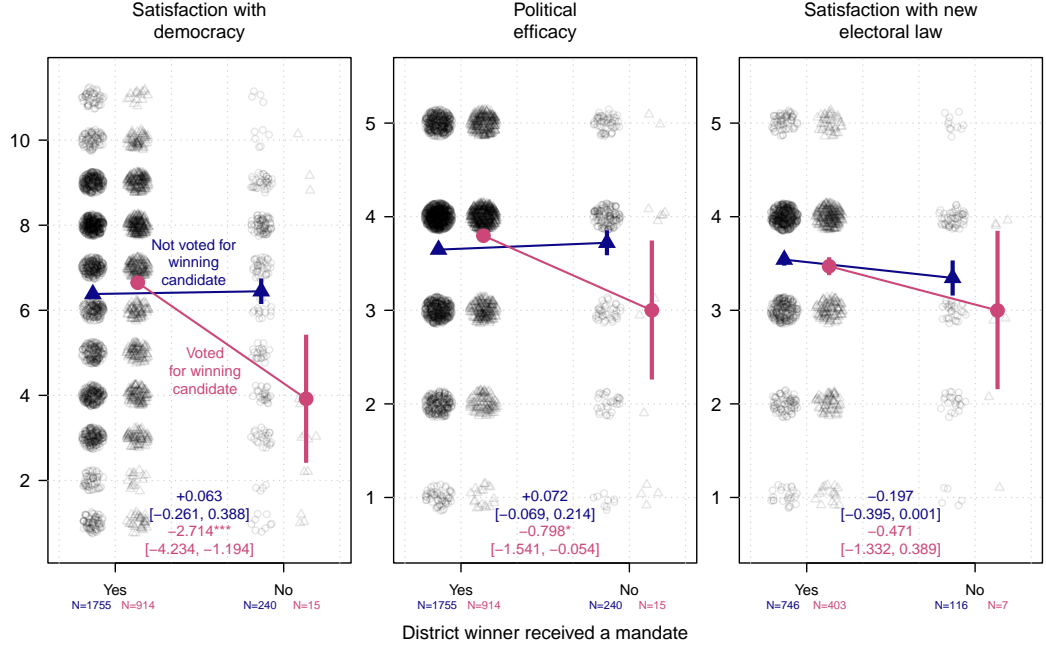 Satisfaction with
democracy
10
8
6
4
2
Not voted for
winning
candidate
Voted
for winning
candidate
+0.063
[−0.261, 0.388]
−2.714***
[−4.234, −1.194]
Yes
No
N=1755 N=914
N=240 N=15
Political
efficacy
5
4
3
2
1
+0.072
[−0.069, 0.214]
−0.798*
[−1.541, −0.054]
Yes
No
N=1755 N=914
N=240 N=15
Satisfaction with new
electoral law
5
4
3
2
1
−0.197
[−0.395, 0.001]
−0.471
[−1.332, 0.389]
Yes
No
N=746 N=403
N=116 N=7
District winner received a mandate